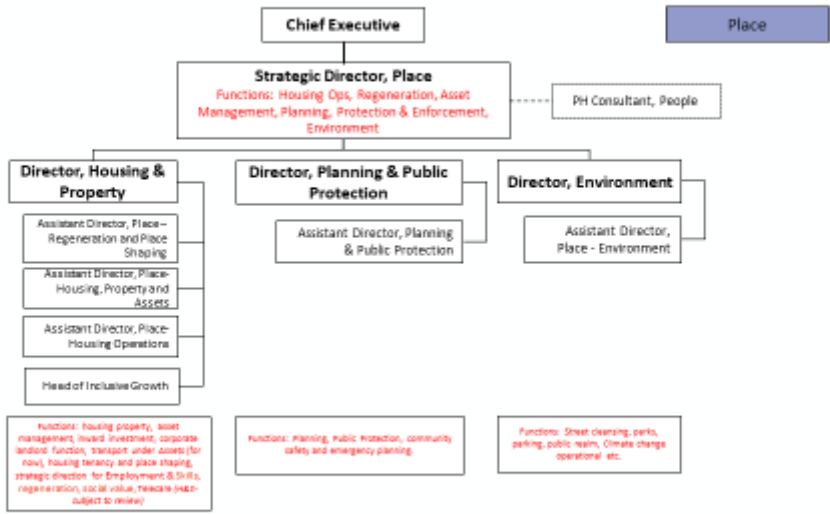 Chief Executive
Place
Strategic Director, Place
Functions: Housing Ops, Regeneration, Asset
Management, Planning, Protection & Enforcement,
Environment
PH Consultant, People
Director, Housing &
Property
Director, Planning & Public
Protection
Director, Environment
Assistant Director, Place–
Regeneration and Place
Shaping
Assistant Director, Planning
& Public Protection
Assistant Director,
Place - Environment
Assistant Director, Place-
Housing, Property and
Assets
Assistant Director, Place-
Housing Operations
Head of Inclusive Growth
Functions: housing property, asset
management, inward investment, corporate
landlord function, transport under Assets (for
now), housing tenancy and place shaping,
strategic direction for Employment & Skills,
regeneration, social value, Telecare (H&D-
subject to review)
Functions: Planning, Public Protection, community
safety and emergency planning.
Functions: Street cleansing, parks,
parking, public realm, Climate change
operational etc.